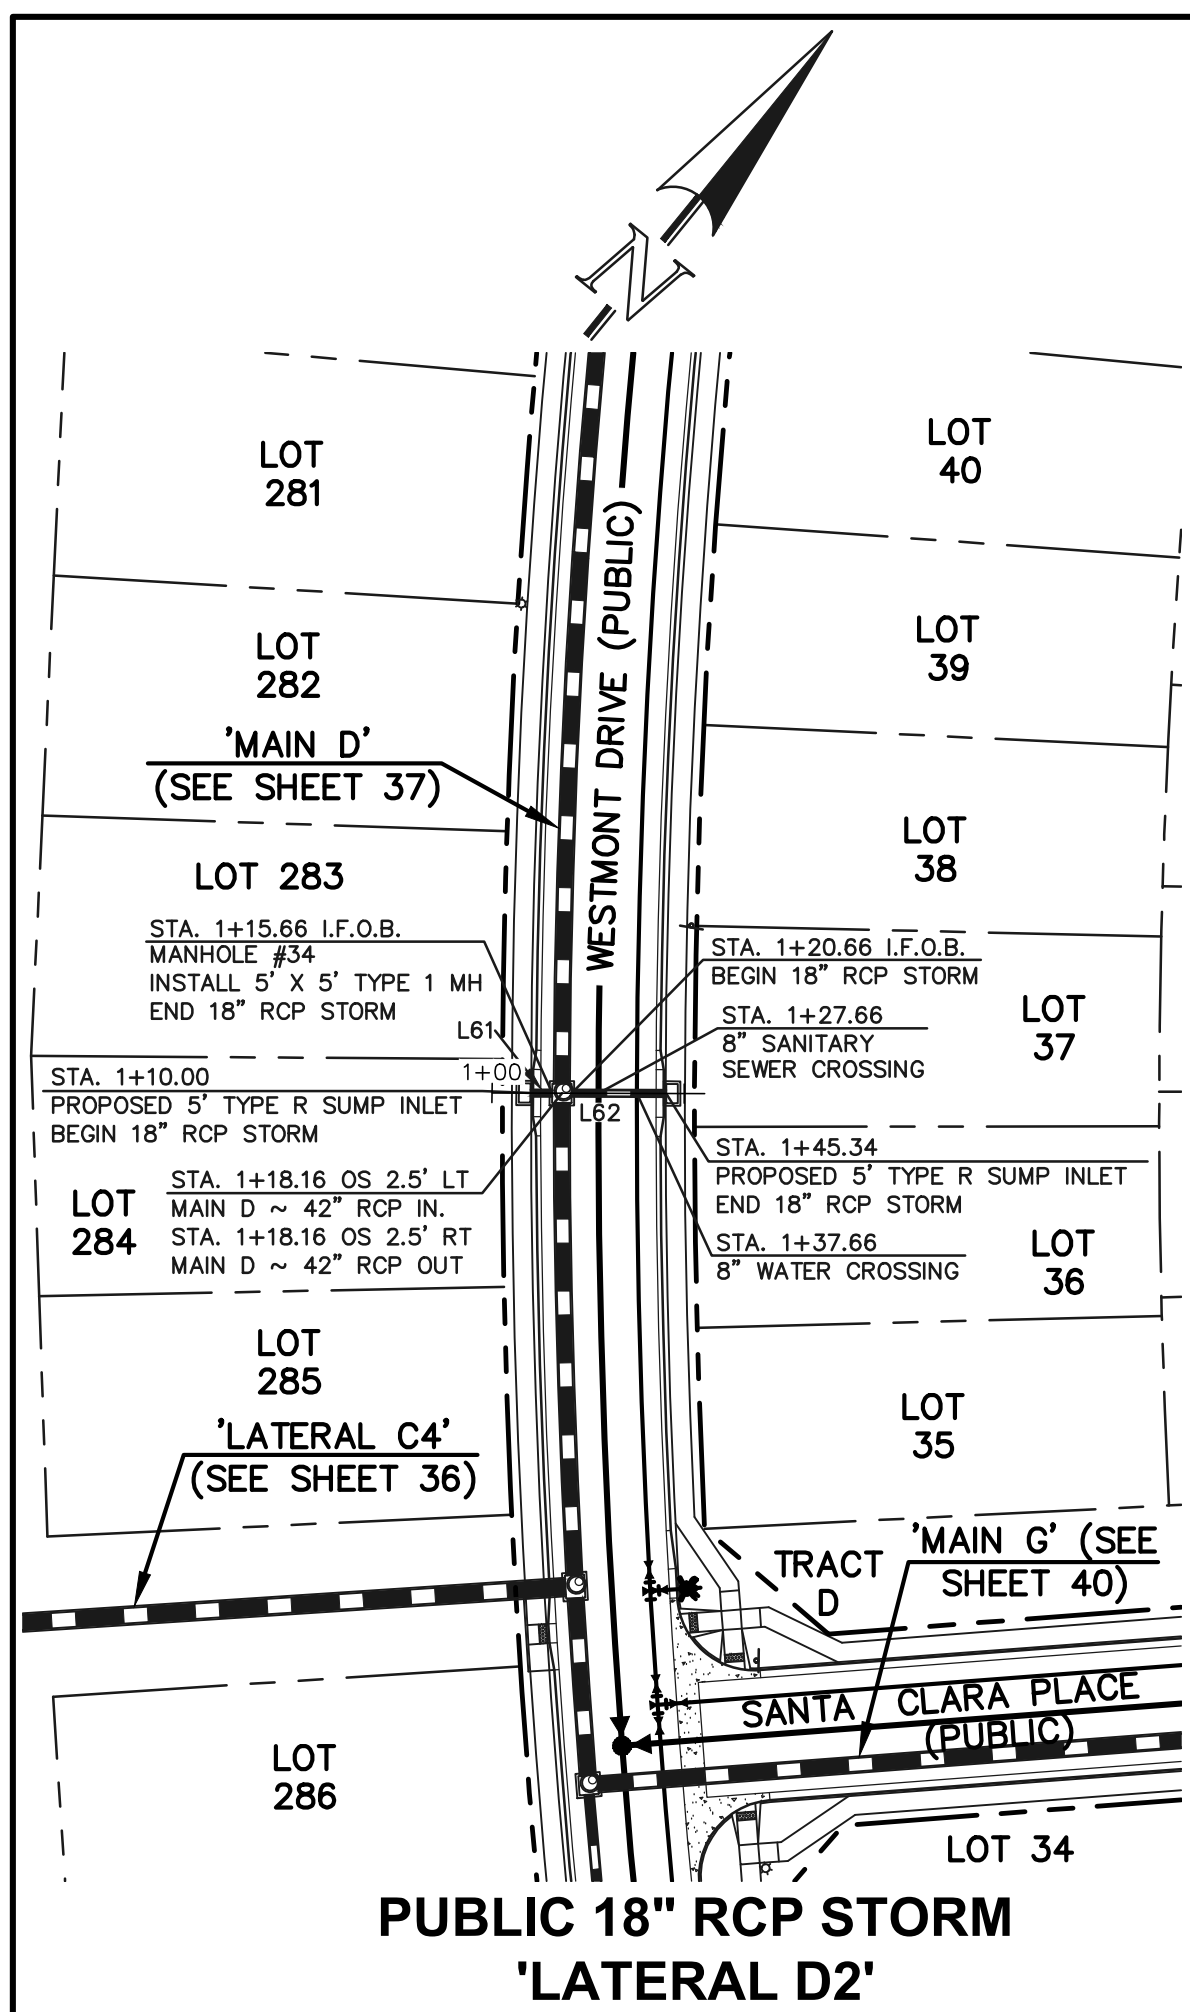 N
LOT
281
LOT
40
WESTMONT DRIVE (PUBLIC)
LOT
282
LOT
39
'MAIN D'
(SEE SHEET 37)
LOT
38
LOT 283
STA. 1+15.66 I.F.O.B.
MANHOLE #34
INSTALL 5' X 5' TYPE 1 MH
END 18" RCP STORM
STA. 1+20.66 I.F.O.B.
BEGIN 18" RCP STORM
STA. 1+27.66
8" SANITARY
SEWER CROSSING
LOT
37
L61
1+00
L62
STA. 1+10.00
PROPOSED 5' TYPE R SUMP INLET
BEGIN 18" RCP STORM
STA. 1+45.34
PROPOSED 5' TYPE R SUMP INLET
END 18" RCP STORM
LOT
284
STA. 1+18.16 OS 2.5' LT
MAIN D ~ 42" RCP IN.
STA. 1+18.16 OS 2.5' RT
MAIN D ~ 42" RCP OUT
STA. 1+37.66
8" WATER CROSSING
LOT
36
LOT
285
LOT
35
'LATERAL C4'
(SEE SHEET 36)
TRACT
D
'MAIN G' (SEE
SHEET 40)
SANTA CLARA PLACE
(PUBLIC)
LOT
286
LOT 34
PUBLIC 18" RCP STORM
'LATERAL D2'